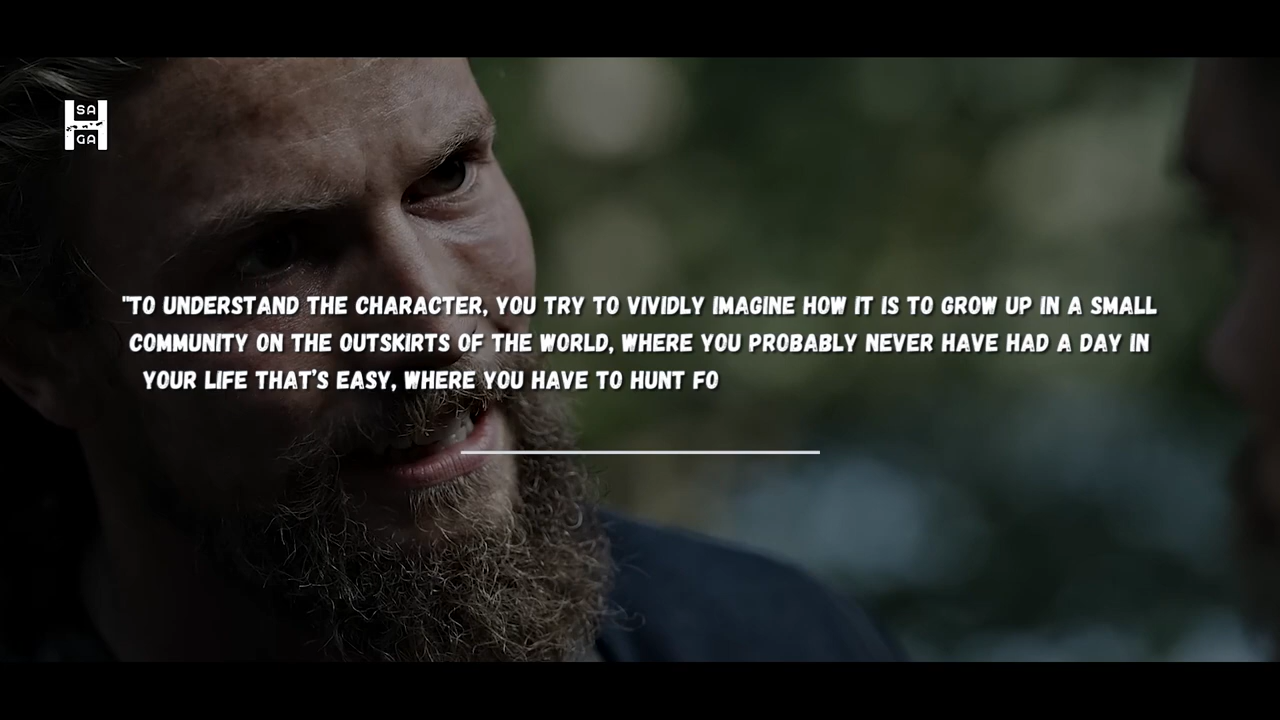 SA
GA
"TO UNDERSTAND THE CHARACTER, YOU TRY TO VIVIDLY IMAGINE HOW IT IS TO GROW UP IN A SMALL
COMMUNITY ON THE OUTSKIRTS OF THE WORLD, WHERE YOU PROBABLY NEVER HAVE HAD A DAY IN
YOUR LIFE THAT'S EASY, WHERE YOU HAVE TO HUNT FO